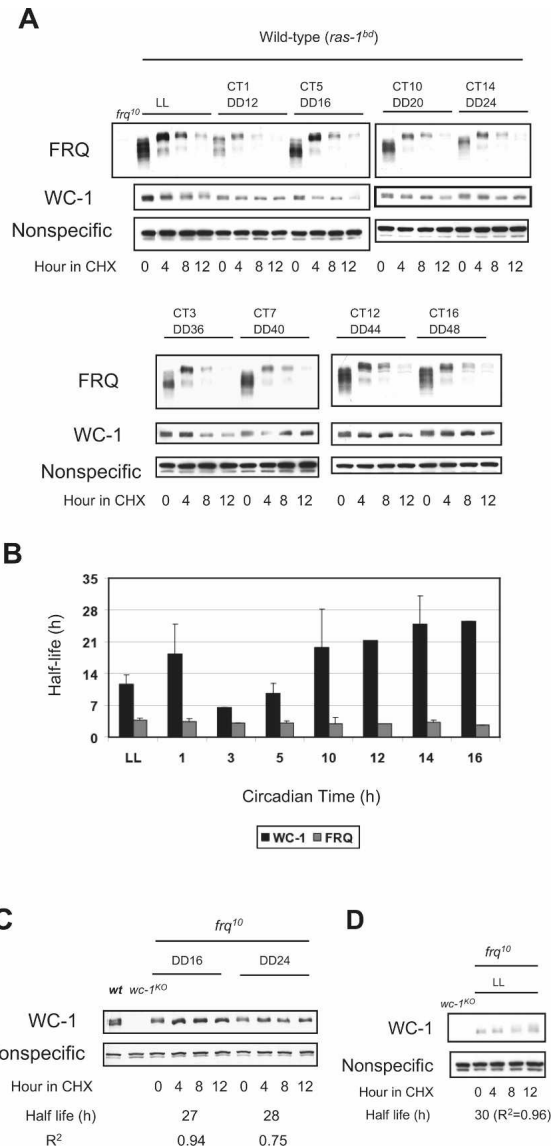 A
Wild-type (ras-1bd)
CT1 CT5 CT10 CT14
frq10 LL DD12 DD16 DD20 DD24
FRQ
WC-1
Nonspecific
Hour in CHX 0 4 8 12 0 4 8 12 0 4 8 12 0 4 8 12 0 4 8 12
CT3 CT7 CT12 CT16
DD36 DD40 DD44 DD48
FRQ
WC-1
Nonspecific
Hour in CHX 0 4 8 12 0 4 8 12 0 4 8 12 0 4 8 12
B
35
28
21
14
7
0
Half-life (h)
LL 1 3 5 10 12 14 16
Circadian Time (h)
WC-1 FRQ
C
frq10
DD16 DD24
wt wc-1KO
WC-1
onspecific
Hour in CHX 0 4 8 12 0 4 8 12
Half life (h) 27 28
R2 0.94 0.75
D
frq10
LL
wc-1KO
WC-1
Nonspecific
Hour in CHX 0 4 8 12
Half life (h) 30 (R2=0.96)